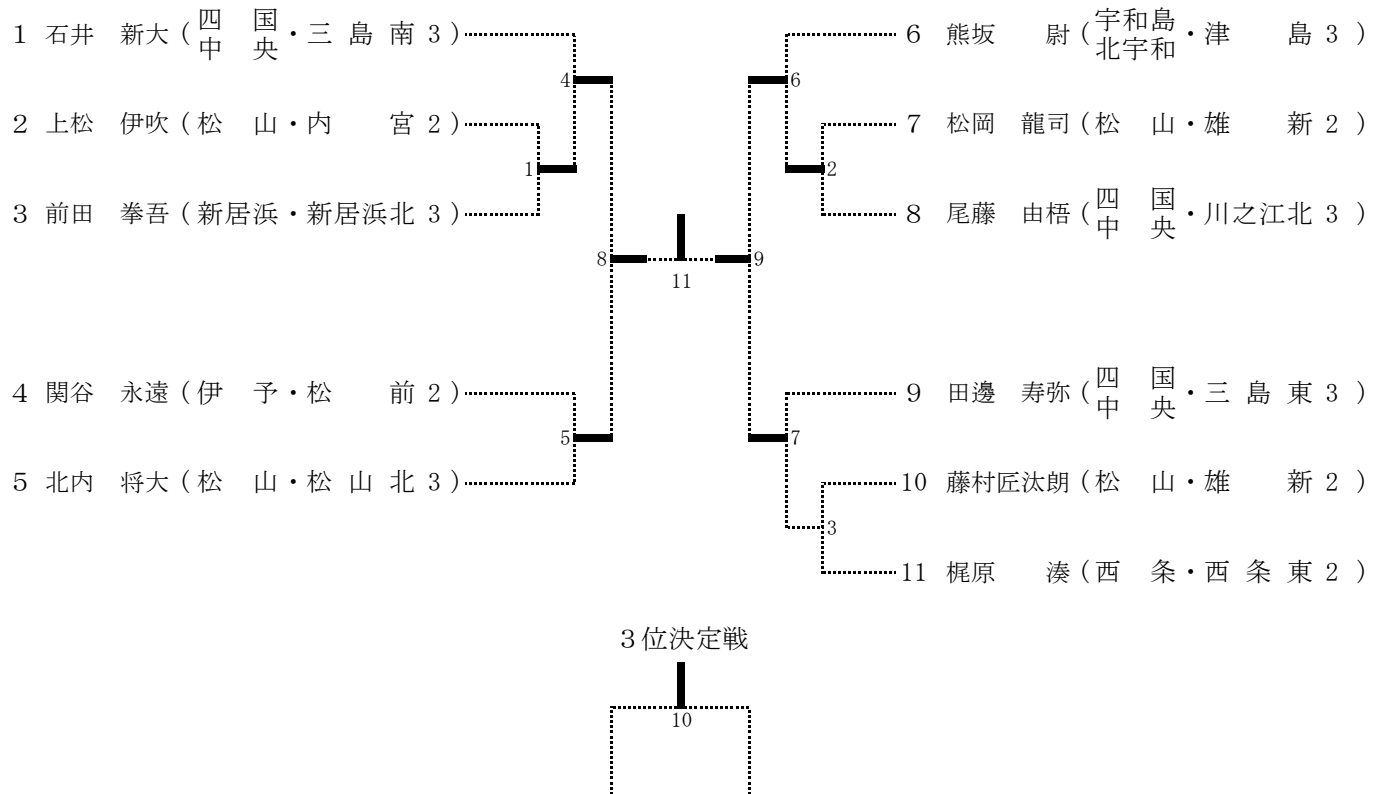 1 石井 新大 (四国中央・三島南 3)
2 上松 伊吹 (松山・内宮 2)
3 前田 拳吾 (新居浜・新居浜北 3)
4 関谷 永遠 (伊予・松前 2)
5 北内 将大 (松山・松山北 3)
4
1
8
5
11
6 熊坂 尉 (宇和島北宇和・津島 3)
7 松岡 龍司 (松山・雄新 2)
8 尾藤 由梧 (四国中央・川之江北 3)
9 田邊 寿弥 (四国中央・三島東 3)
10 藤村匠汰朗 (松山・雄新 2)
11 梶原 湊 (西条・西条東 2)
6
2
9
7
3
3位決定戦
10